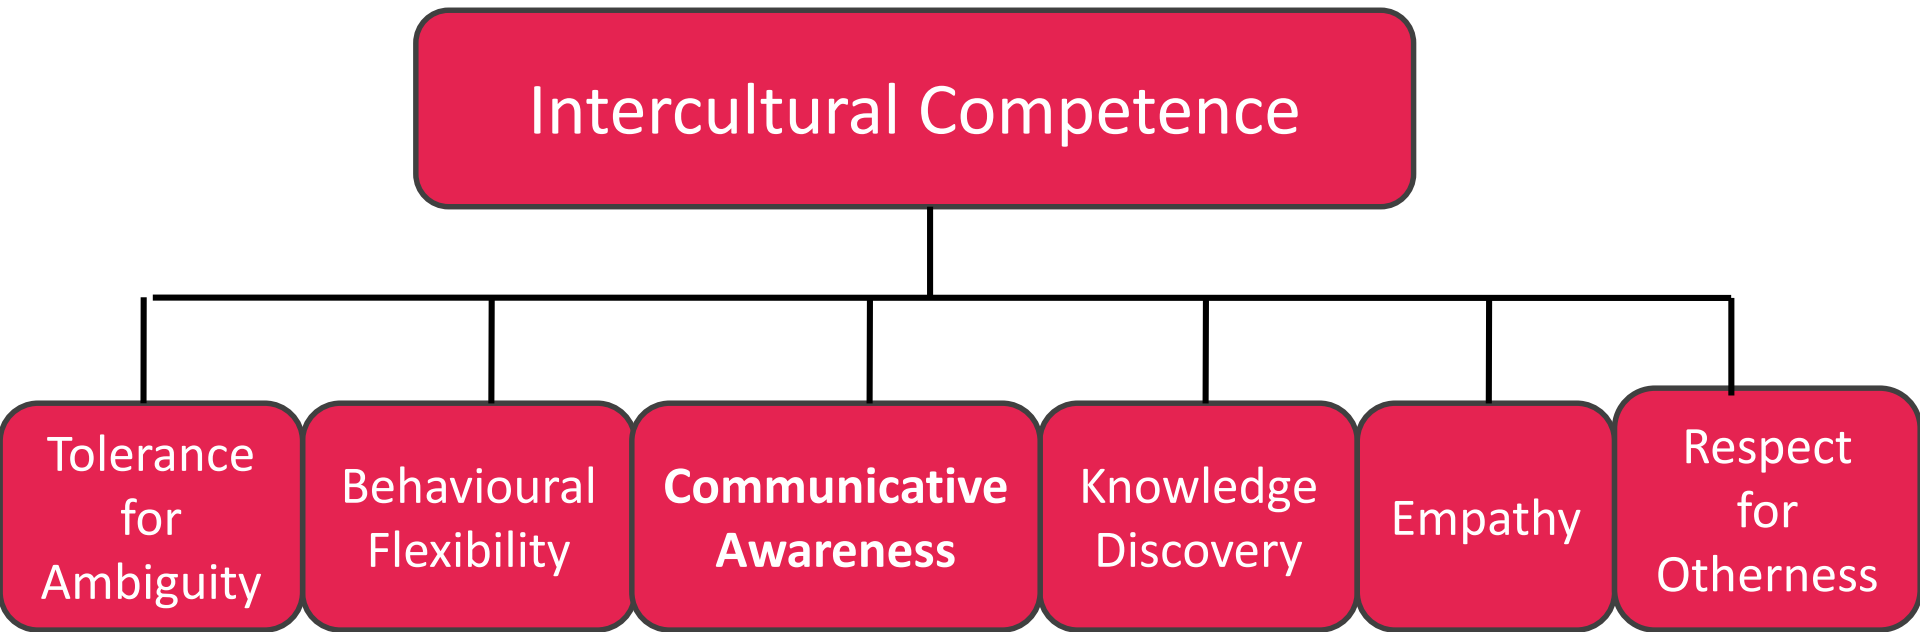 Intercultural Competence
Tolerance
for
Ambiguity
Behavioural
Flexibility
Communicative
Awareness
Knowledge
Discovery
Empathy
Respect
for
Otherness